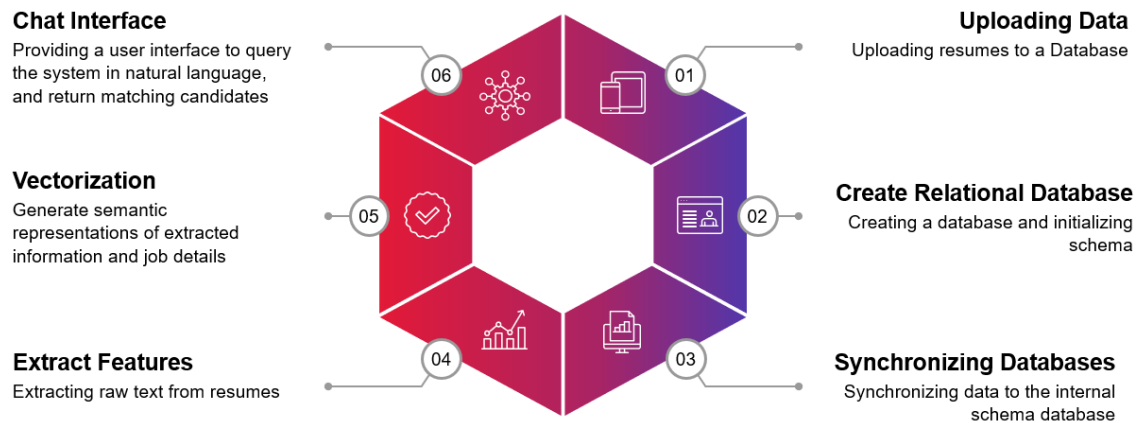 Chat Interface
Providing a user interface to query
the system in natural language,
and return matching candidates
06
01
Uploading Data
Uploading resumes to a Database
Vectorization
Generate semantic
representations of extracted
information and job details
05
02
Create Relational Database
Creating a database and initializing
schema
Extract Features
Extracting raw text from resumes
04
03
Synchronizing Databases
Synchronizing data to the internal
schema database